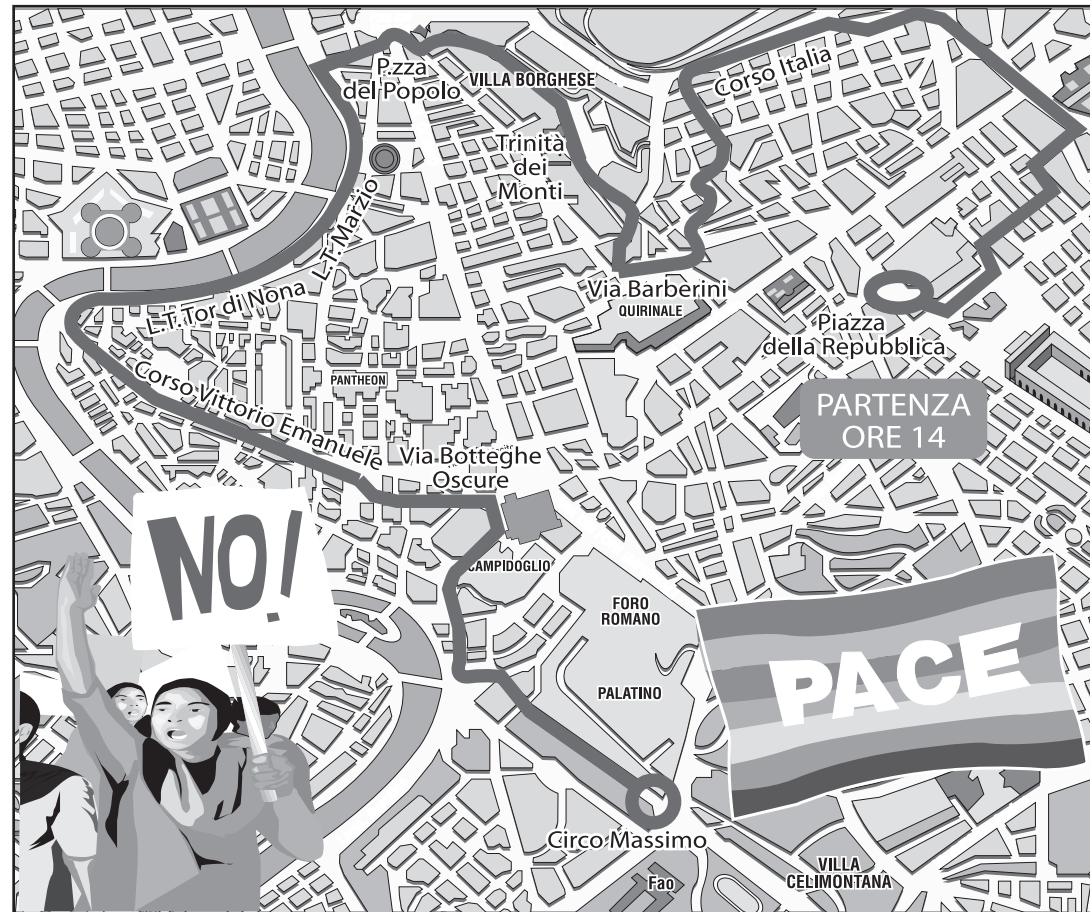 P.zza
del Popolo
VILLA BORGHESE
Corso Italia
Trinità
dei
Monti
L.T. Marzio
Via Barberini
QUIRINALE
L.T. Tor di Nona
Piazza
della Repubblica
PARTENZA
ORE 14
PANTHEON
Corso Vittorio Emanuele
Via Botteghe
Oscure
NO!
CAMPIDOGLIO
FORO
ROMANO
PALATINO
PACE
Circo Massimo
Fao
VILLA
CELIMONTANA